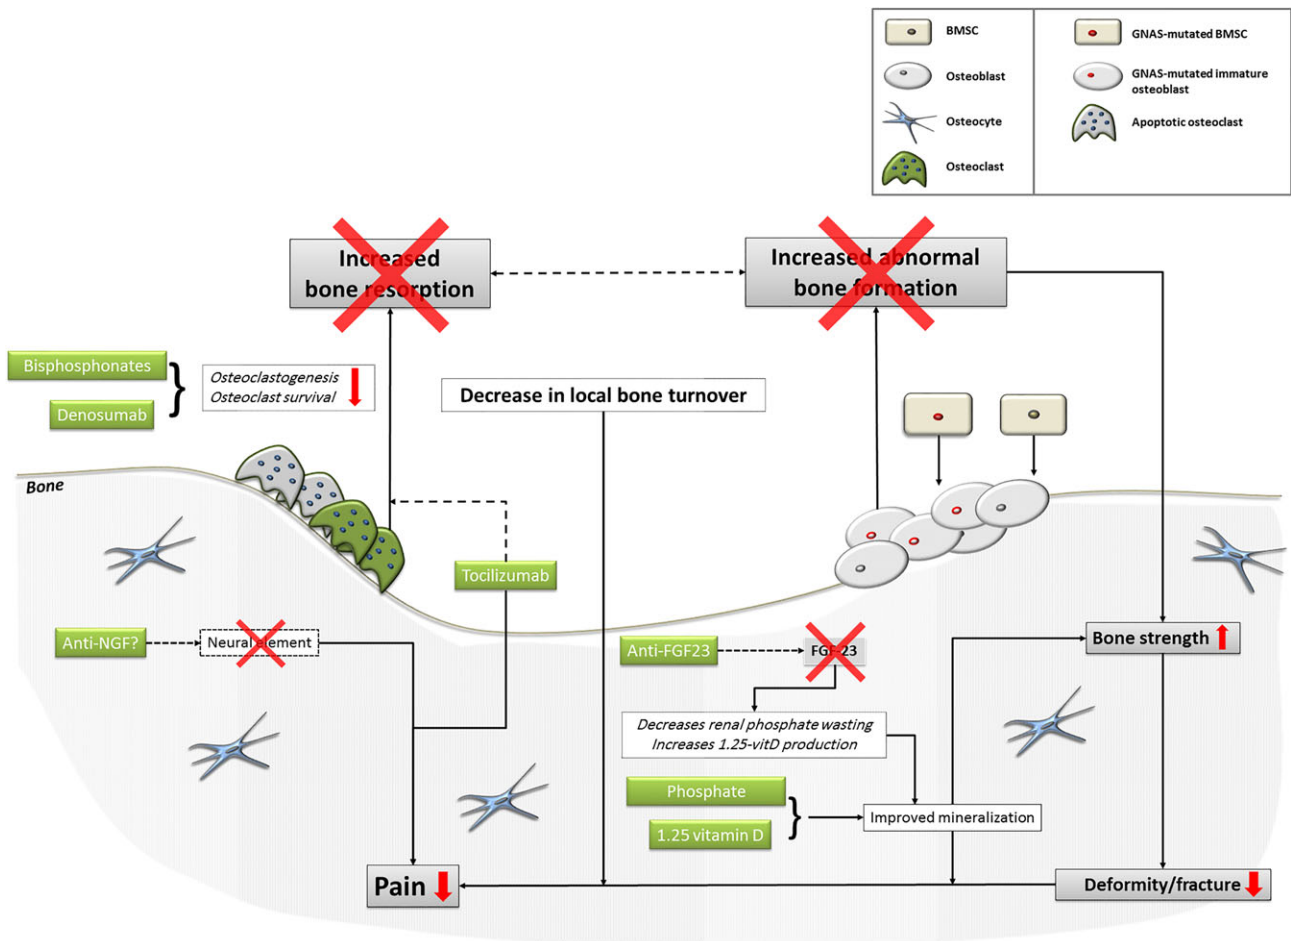 BMSC
Osteoblast
Osteocyte
Osteoclast
GNAS-mutated BMSC
GNAS-mutated immature
osteoblast
Apoptotic osteoclast
Increased
bone resorption
Increased abnormal
bone formation
Bisphosphonates
Denosumab
Osteoclastogenesis
Osteoclast survival
Decrease in local bone turnover
Bone
Tocilizumab
Anti-NGF?
Neural element
Anti-FGF23
FGF-23
Bone strength
Decreases renal phosphate wasting
Increases 1.25-vitD production
Phosphate
1.25 vitamin D
Improved mineralization
Pain
Deformity/fracture